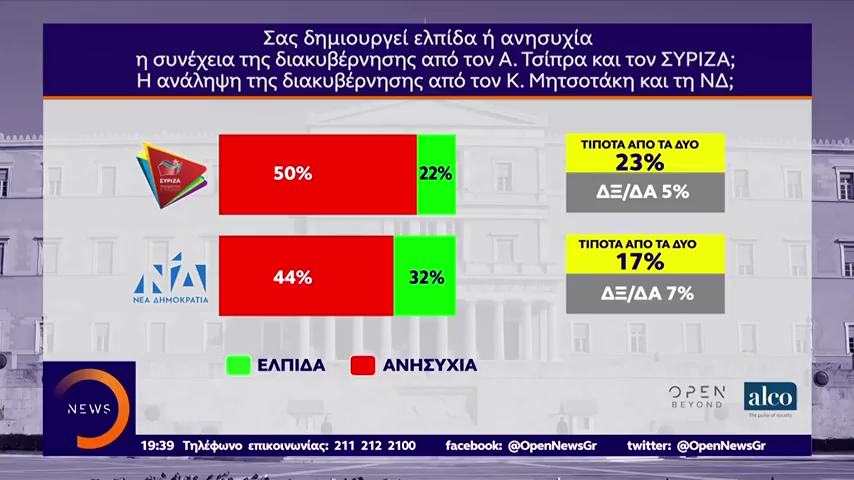 Σας δημιουργεί ελπίδα ή ανησυχία
η συνέχεια της διακυβέρνησης από τον Α. Τσίπρα και τον ΣΥΡΙΖΑ;
Η ανάληψη της διακυβέρνησης από τον Κ. Μητσοτάκη και τη ΝΔ;
ΣΥΡΙΖΑ
50%
22%
ΤΙΠΟΤΑ ΑΠΟ ΤΑ ΔΥΟ
23%
ΔΞ/ΔΑ 5%
ΝΔ
ΝΕΑ ΔΗΜΟΚΡΑΤΙΑ
44%
32%
ΤΙΠΟΤΑ ΑΠΟ ΤΑ ΔΥΟ
17%
ΔΞ/ΔΑ 7%
ΕΛΠΙΔΑ
ΑΝΗΣΥΧΙΑ
OPEN
BEYOND
alco
The pulse of society
NEWS
19:39 Τηλέφωνο επικοινωνίας: 211 212 2100 facebook: @OpenNewsGr twitter: @OpenNewsGr